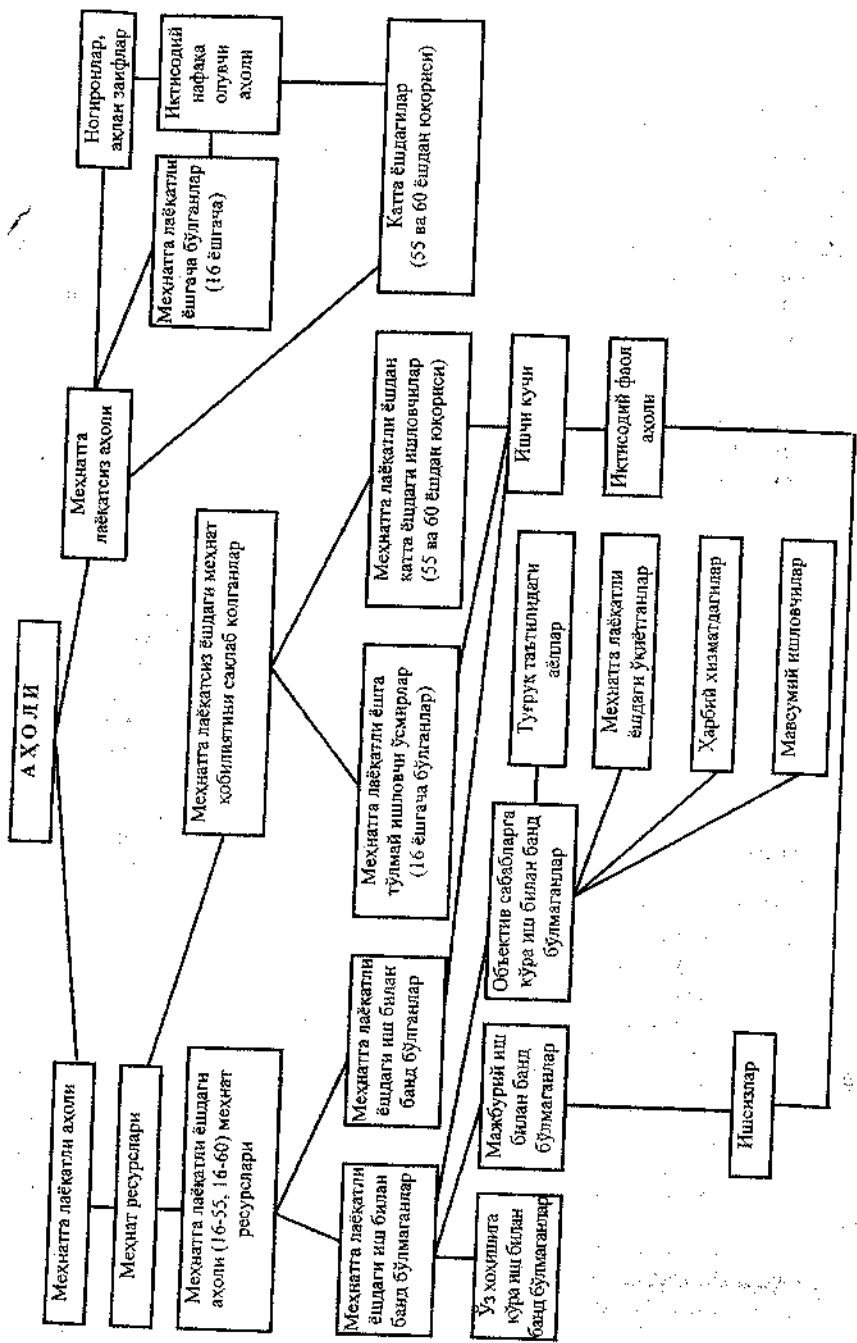 АҲОЛИ
Меҳнатга лаёқатли аҳоли
Меҳнатга
лаёқатсиз аҳоли
Ногиронлар,
ақлан заифлар
Меҳнат ресурслари
Меҳнатга лаёқатли
ёшгача бўлганлар
(16 ёшгача)
Иктисодий
нафака
олувчи
аҳоли
Меҳнатга лаёқатли ёшдаги
аҳоли (16-55, 16-60) меҳнат
ресурслари
Меҳнатга лаёқатсиз ёшдаги меҳнат
қобилиятини сақлаб колганлар
Катта ёшдагилар
(55 ва 60 ёшдан юқориси)
Меҳнатга лаёқатли
ёшдаги иш билан
банд бўлмаганлар
Меҳнатга лаёқатли
ёшдаги иш билан
банд бўлганлар
Меҳнатга лаёқатли ёшга
тўлмай ишловчи ўсмирлар
(16 ёшгача бўлганлар)
Меҳнатга лаёқатли ёшдан
катта ёшдаги ишловчилар
(55 ва 60 ёшдан юқориси)
Ўз хоҳишига
кўра иш билан
банд бўлмаганлар
Мажбурий иш
билан банд
бўлмаганлар
Объектив сабабларга
кўра иш билан банд
бўлмаганлар
Туғруқ таътилидаги
аёллар
Ишчи кучи
Меҳнатга лаёқатли
ёшдаги ўқиётганлар
Иктисодий фаол
аҳоли
Ҳарбий хизматдагилар
Ишсизлар
Мавсумий ишловчилар